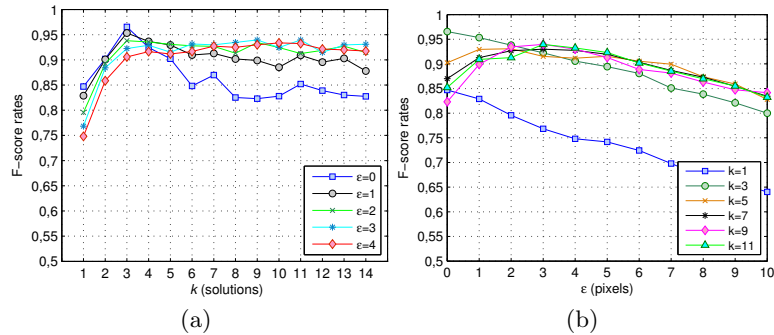 1
0,95
0,9
0,85
0,8
0,75
0,7
0,65
0,6
0,55
0,5
F-score rates
1 2 3 4 5 6 7 8 9 10 11 12 13 14
k (solutions)
ε=0
ε=1
ε=2
ε=3
ε=4
(a)
1
0,95
0,9
0,85
0,8
0,75
0,7
0,65
0,6
0,55
0,5
F-score rates
0 1 2 3 4 5 6 7 8 9 10
ε (pixels)
k=1
k=3
k=5
k=7
k=9
k=11
(b)